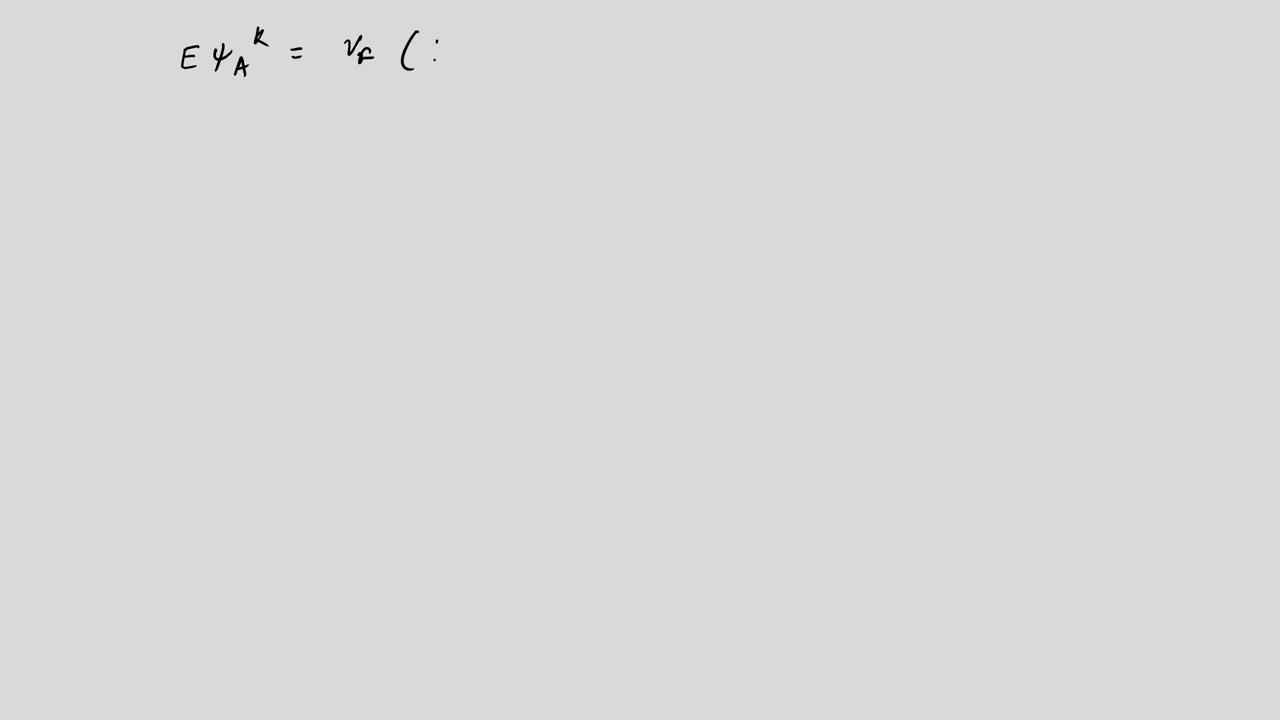 E ψ_A^K = v_F ( :